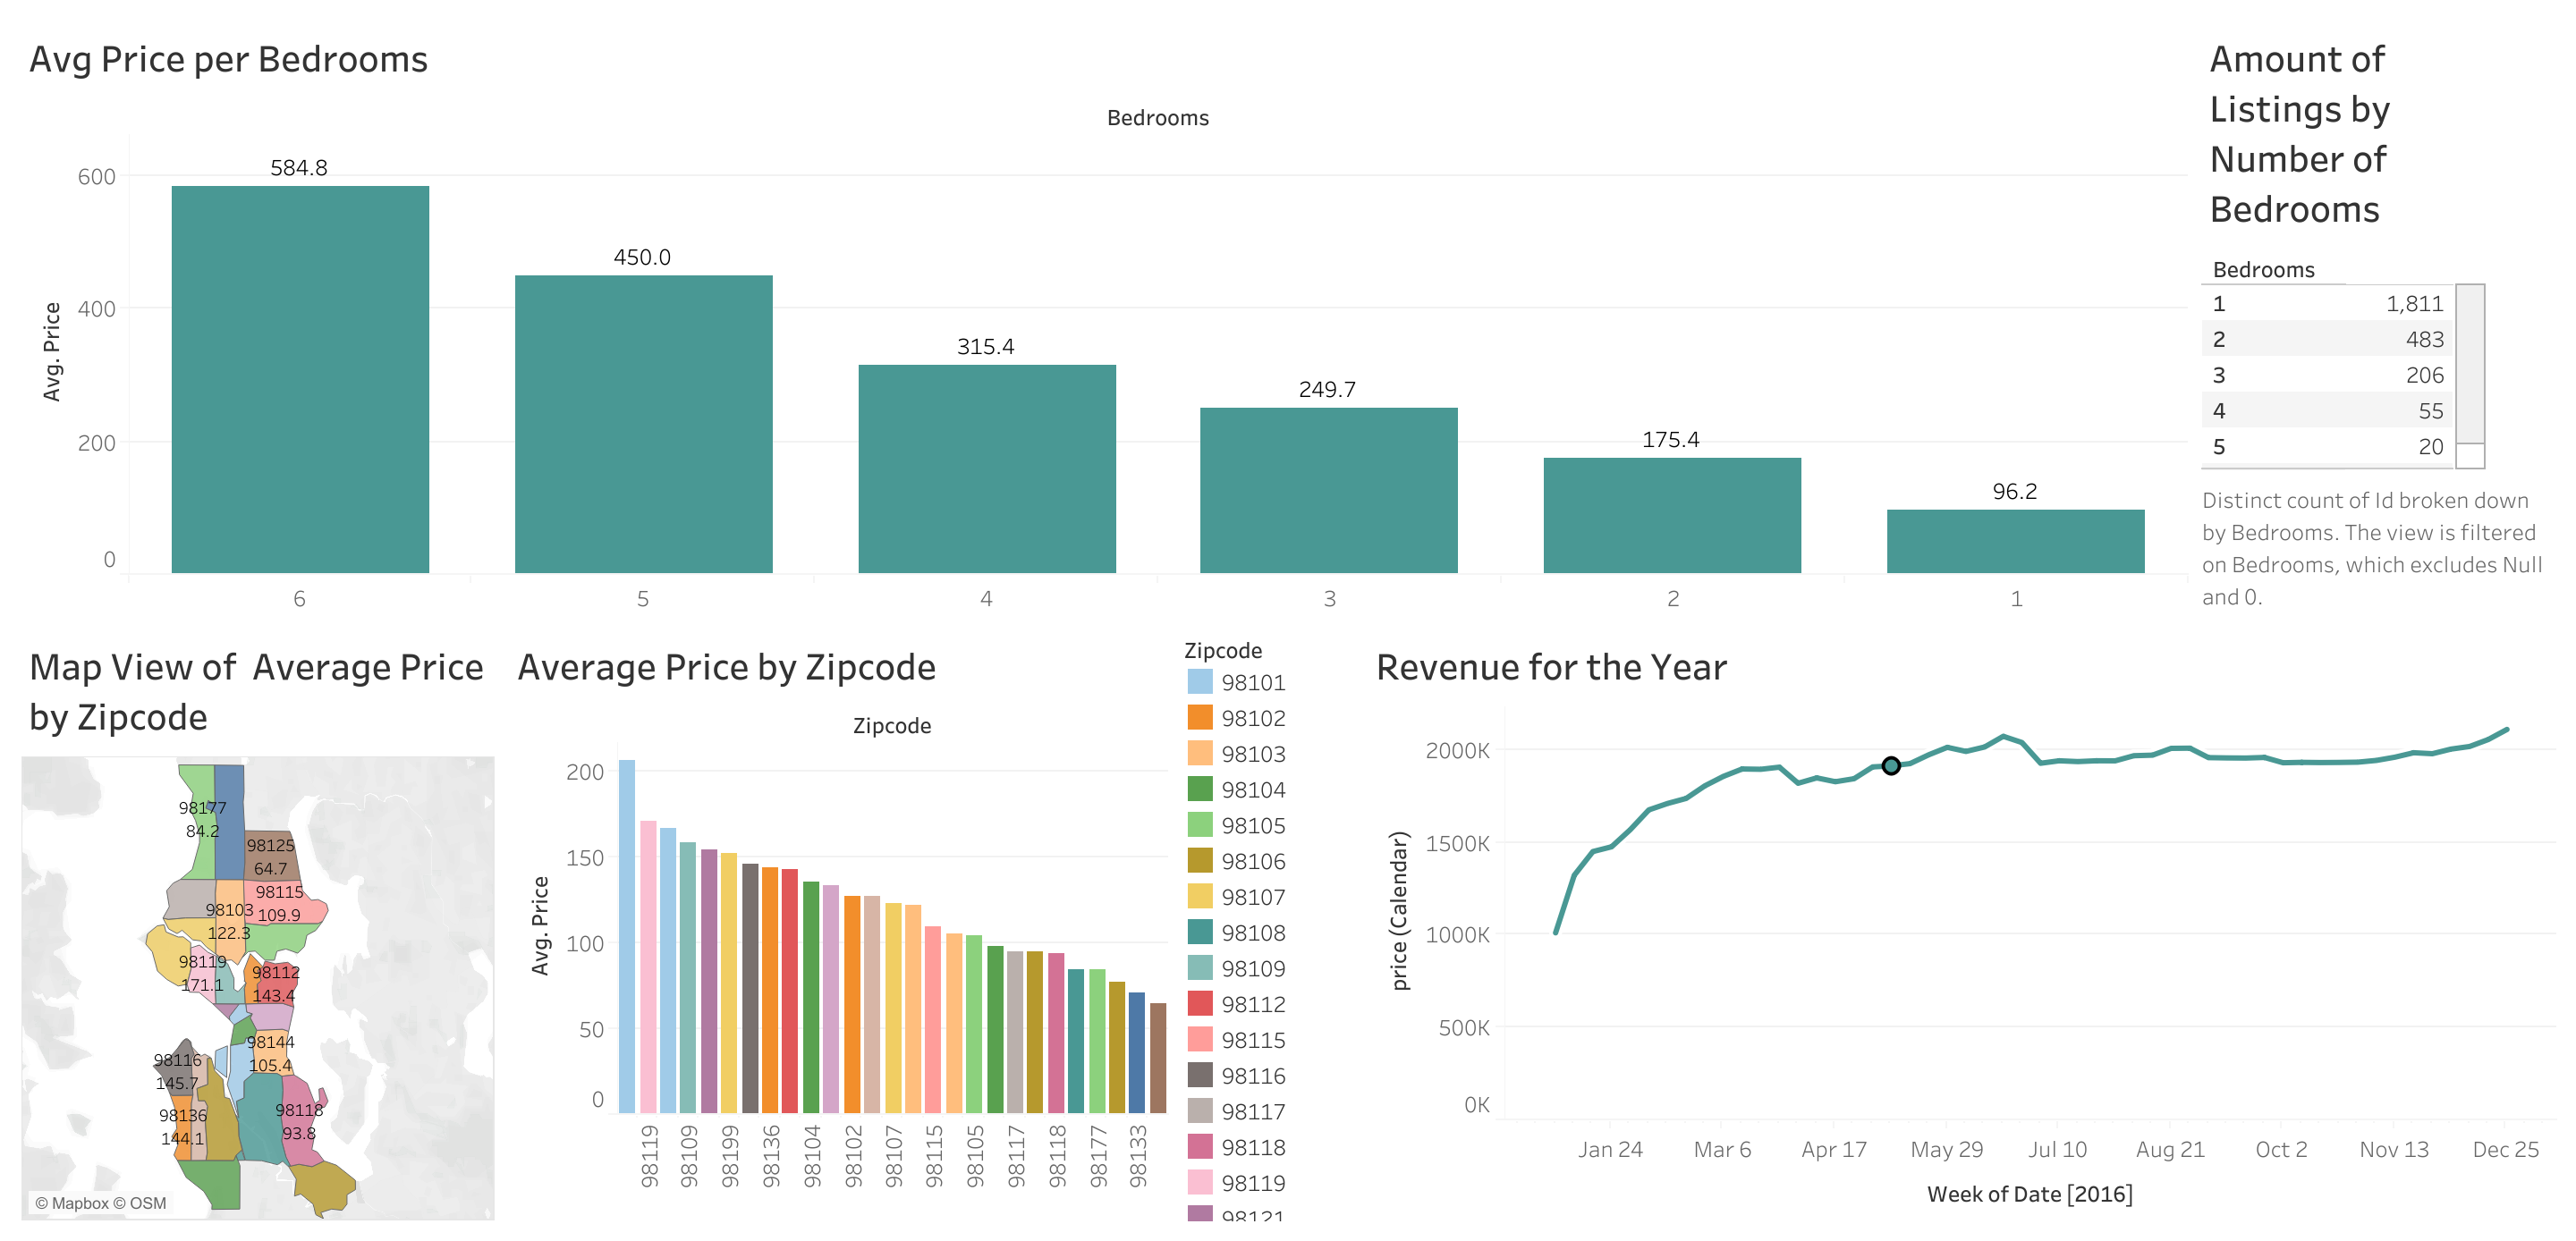 Avg Price per Bedrooms
Bedrooms
Avg. Price
600
400
200
0
584.8
450.0
315.4
249.7
175.4
96.2
6
5
4
3
2
1
Amount of
Listings by
Number of
Bedrooms
Bedrooms
1 1,811
2 483
3 206
4 55
5 20
Distinct count of Id broken down
by Bedrooms. The view is filtered
on Bedrooms, which excludes Null
and 0.
Map View of Average Price
by Zipcode
98177
84.2
98125
64.7
98115
109.9
98103
122.3
98119
171.1
98112
143.4
98144
105.4
98116
145.7
98136
144.1
98118
93.8
© Mapbox © OSM
Average Price by Zipcode
Zipcode
Avg. Price
200
150
100
50
0
98119
98109
98199
98136
98104
98102
98107
98115
98105
98117
98118
98177
98133
Zipcode
98101
98102
98103
98104
98105
98106
98107
98108
98109
98112
98115
98116
98117
98118
98119
98121
Revenue for the Year
price (Calendar)
2000K
1500K
1000K
500K
0K
Jan 24
Mar 6
Apr 17
May 29
Jul 10
Aug 21
Oct 2
Nov 13
Dec 25
Week of Date [2016]